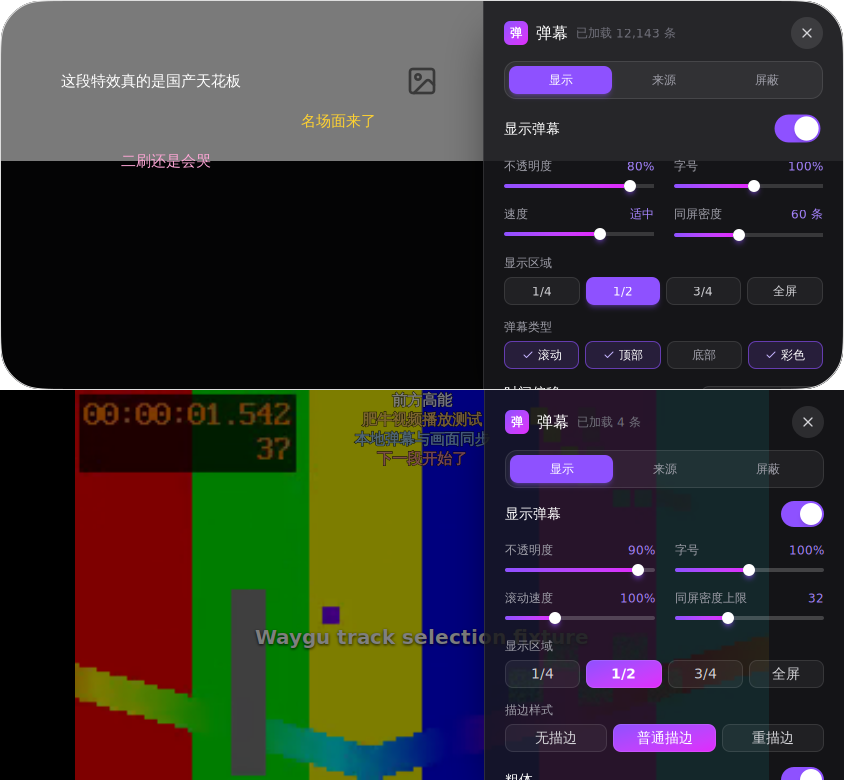 这段特效真的是国产天花板
名场面来了
二刷还是会哭
弹 弹幕 已加载 12,143 条
显示 来源 屏蔽
显示弹幕
不透明度 80% 字号 100%
速度 适中 同屏密度 60 条
显示区域
1/4 1/2 3/4 全屏
弹幕类型
滚动 顶部 底部 彩色
00:00:01.542
37
前方高能
肥牛视频播放测试
本地弹幕与画面同步
下一段开始了
Waygu track selection fixture
弹 弹幕 已加载 4 条
显示 来源 屏蔽
显示弹幕
不透明度 90% 字号 100%
滚动速度 100% 同屏密度上限 32
显示区域
1/4 1/2 3/4 全屏
描边样式
无描边 普通描边 重描边
粗体